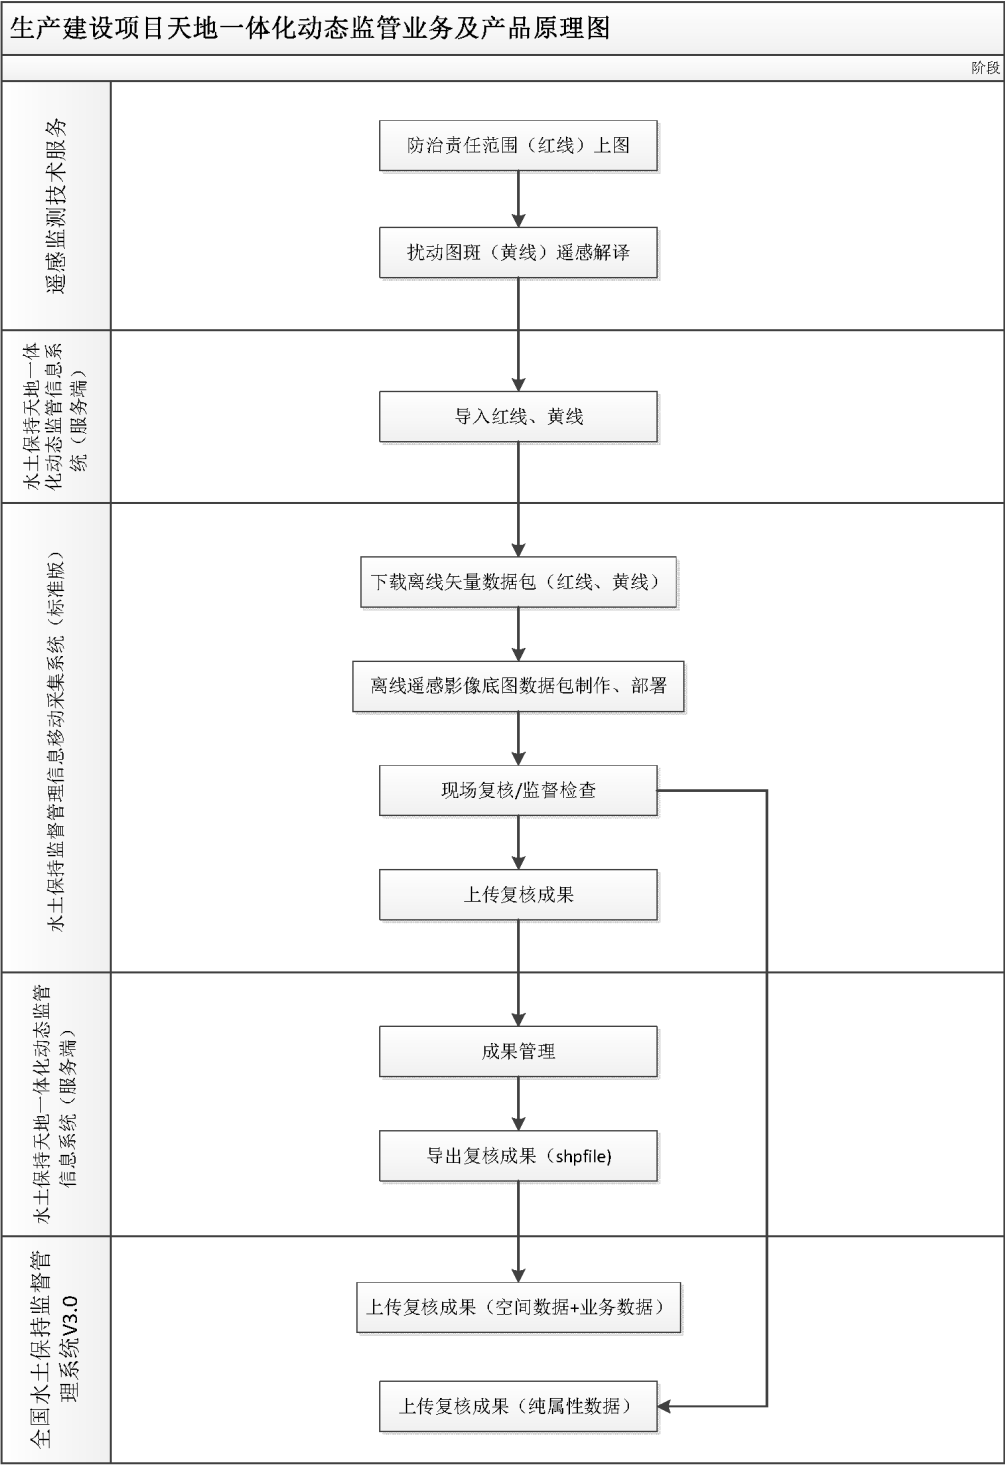 生产建设项目天地一体化动态监管业务及产品原理图
阶段
遥感监测技术服务
防治责任范围（红线）上图
扰动图斑（黄线）遥感解译
水土保持天地一体
化动态监管信息系
统（服务端）
导入红线、黄线
水土保持监督管理信息移动采集系统（标准版）
下载离线矢量数据包（红线、黄线）
离线遥感影像底图数据包制作、部署
现场复核/监督检查
上传复核成果
水土保持天地一体化动态监管
信息系统（服务端）
成果管理
导出复核成果（shpfile)
全国水土保持监督管
理系统V3.0
上传复核成果（空间数据+业务数据）
上传复核成果（纯属性数据）